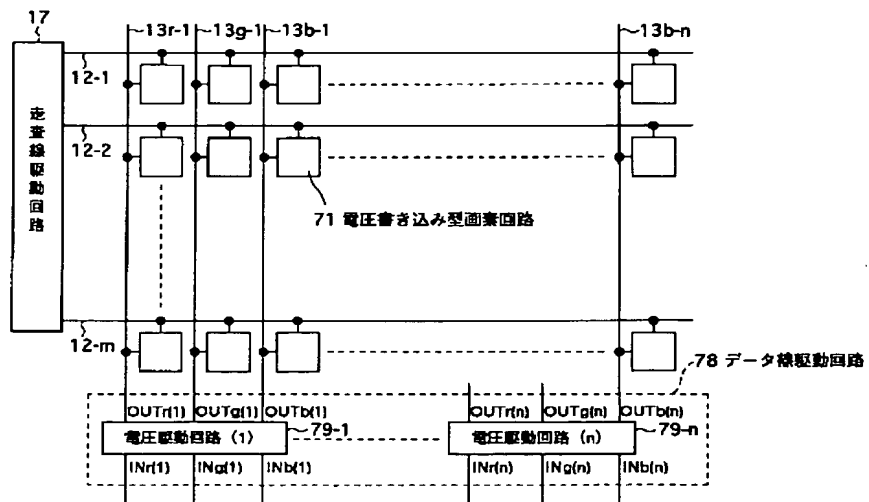 17
13r-1
13g-1
13b-1
13b-n
12-1
走査線駆動回路
12-2
71 電圧書き込み型画素回路
12-m
78 データ線駆動回路
OUTr(1)
OUTg(1)
OUTb(1)
OUTr(n)
OUTg(n)
OUTb(n)
電圧駆動回路(1)
79-1
電圧駆動回路(n)
79-n
INr(1)
INg(1)
INb(1)
INr(n)
INg(n)
INb(n)